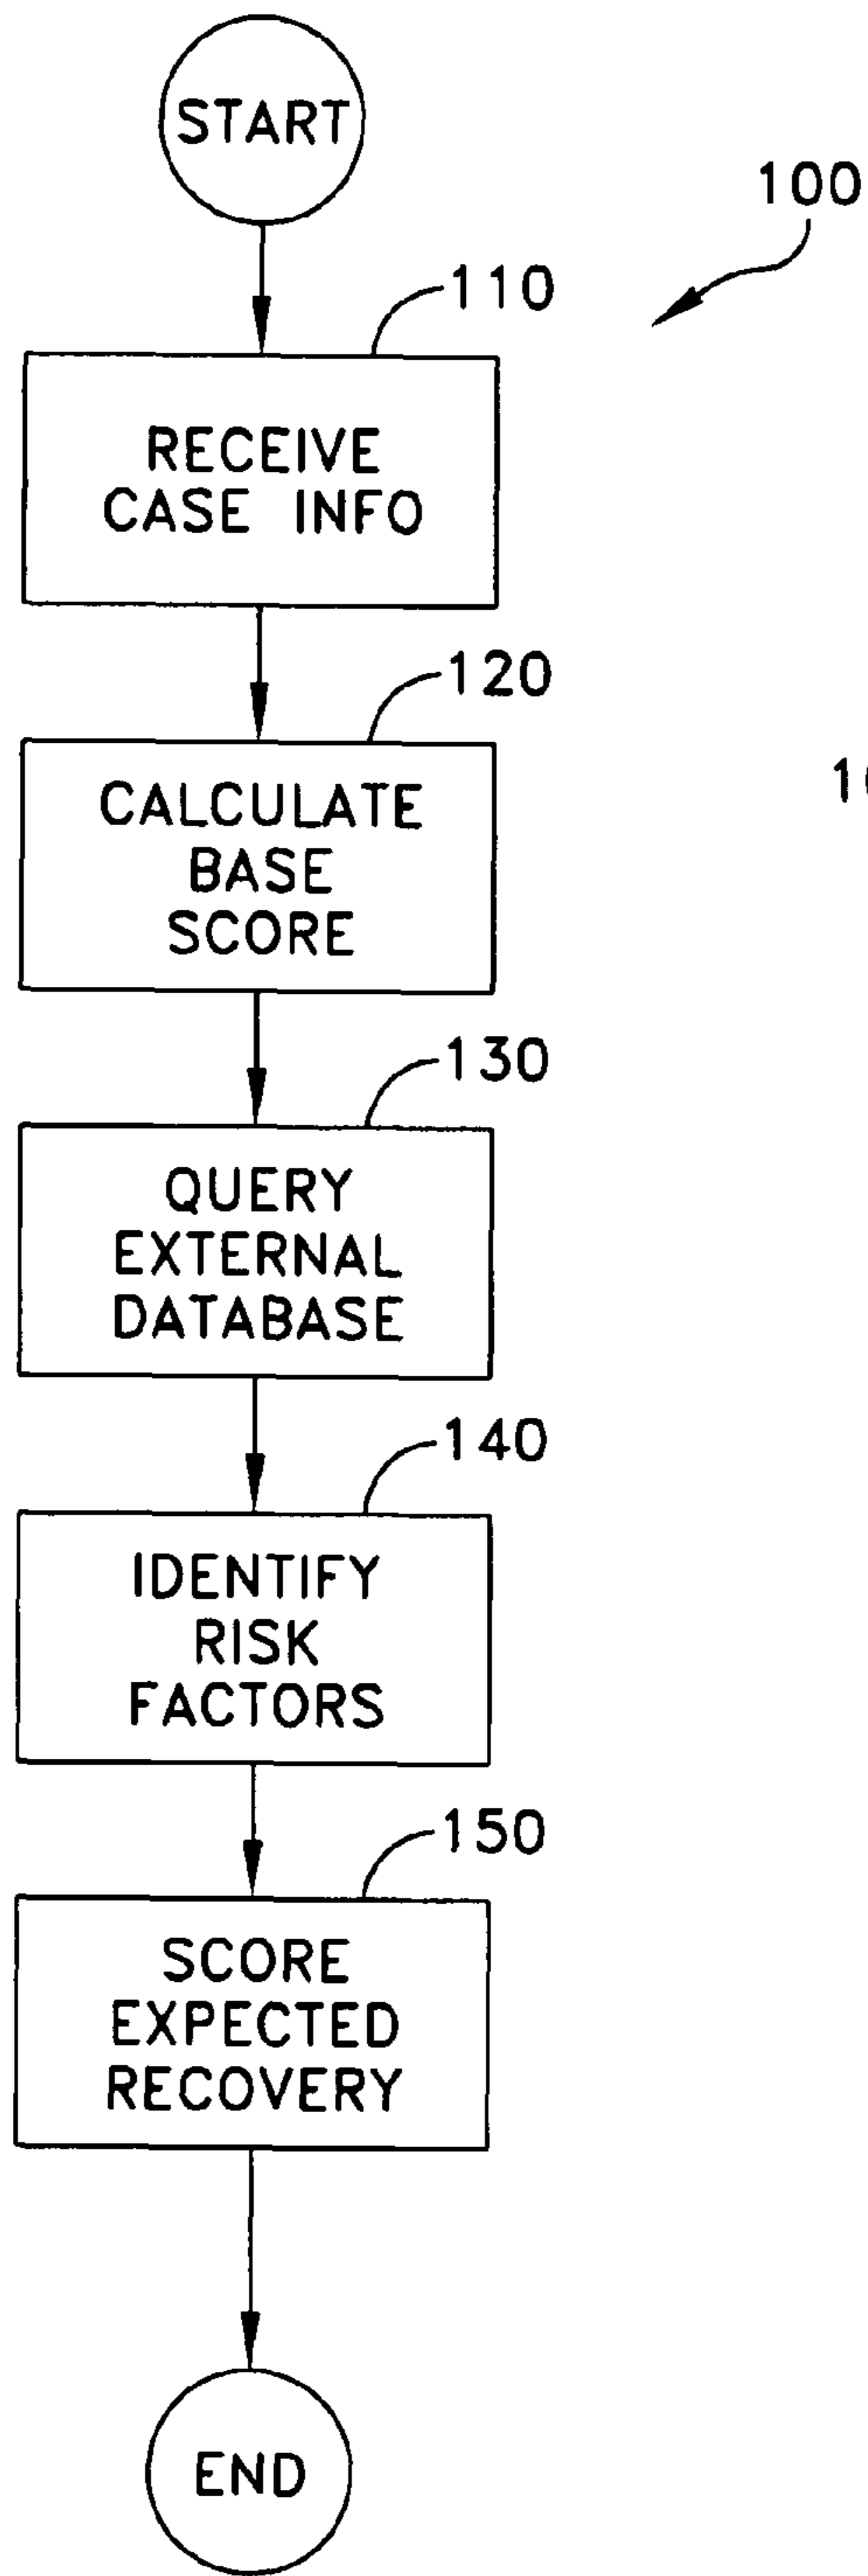 START
100
110
RECEIVE
CASE INFO
120
CALCULATE
BASE
SCORE
130
QUERY
EXTERNAL
DATABASE
140
IDENTIFY
RISK
FACTORS
150
SCORE
EXPECTED
RECOVERY
END